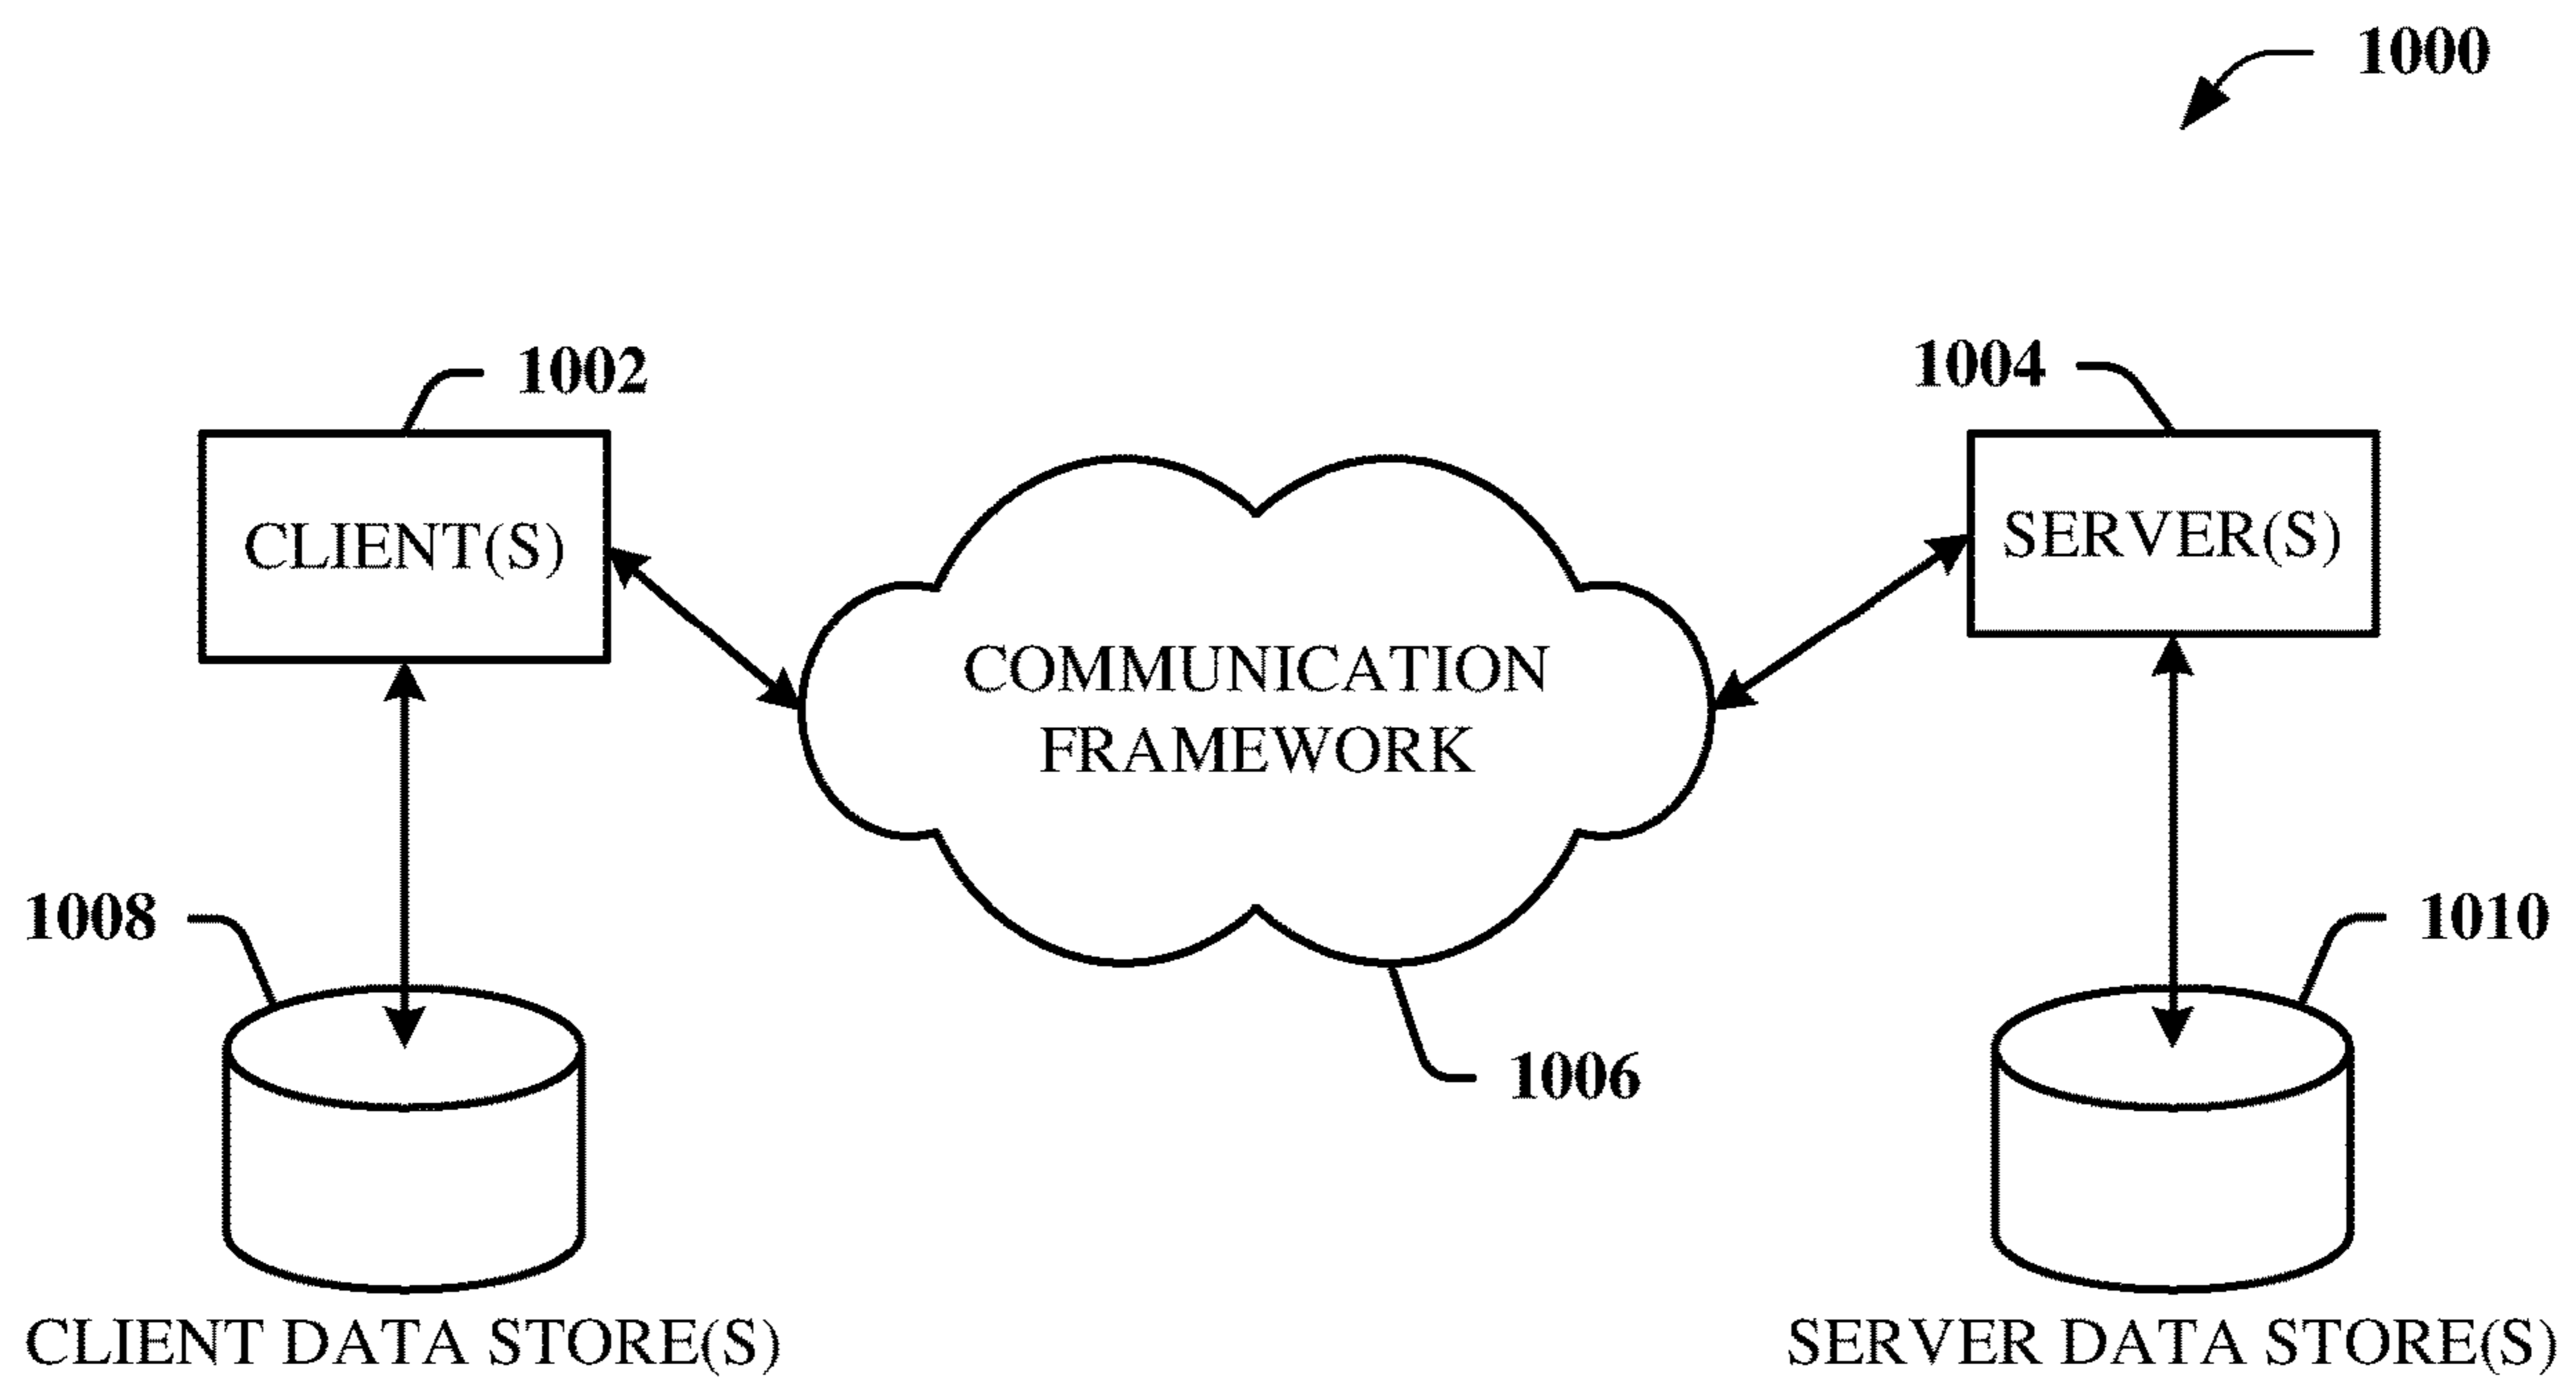 1000
1002
1004
CLIENT(S)
SERVER(S)
COMMUNICATION
FRAMEWORK
1008
1010
1006
CLIENT DATA STORE(S)
SERVER DATA STORE(S)